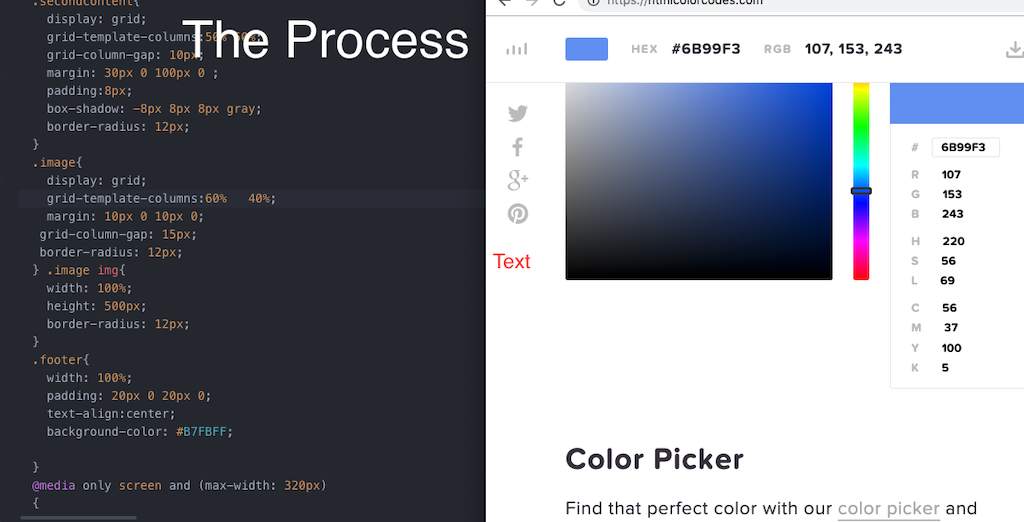 .secondcontent{
display: grid;
grid-template-columns:50% 50%;
The Process
grid-column-gap: 10px;
margin: 30px 0 100px 0 ;
padding:8px;
box-shadow: -8px 8px 8px gray;
border-radius: 12px;
}
.image{
display: grid;
grid-template-columns:60%   40%;
margin: 10px 0 10px 0;
grid-column-gap: 15px;
border-radius: 12px;
} .image img{
width: 100%;
height: 500px;
border-radius: 12px;
}
.footer{
width: 100%;
padding: 20px 0 20px 0;
text-align:center;
background-color: #B7FBFF;
}
@media only screen and (max-width: 320px)
{
https://htmlcolorcodes.com
HEX #6B99F3 RGB 107, 153, 243
# 6B99F3
R 107
G 153
B 243
H 220
S 56
L 69
C 56
M 37
Y 100
K 5
Text
Color Picker
Find that perfect color with our color picker and